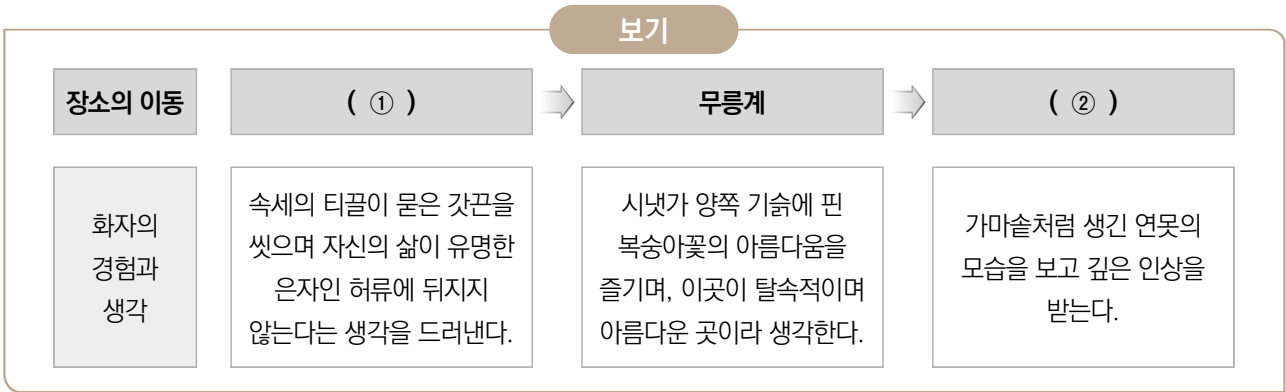 보기
장소의 이동
( ① )
무릉계
( ② )
화자의
경험과
생각
속세의 티끌이 묻은 갓끈을
씻으며 자신의 삶이 유명한
은자인 허류에 뒤지지
않는다는 생각을 드러낸다.
시냇가 양쪽 기슭에 핀
복숭아꽃의 아름다움을
즐기며, 이곳이 탈속적이며
아름다운 곳이라 생각한다.
가마솥처럼 생긴 연못의
모습을 보고 깊은 인상을
받는다.